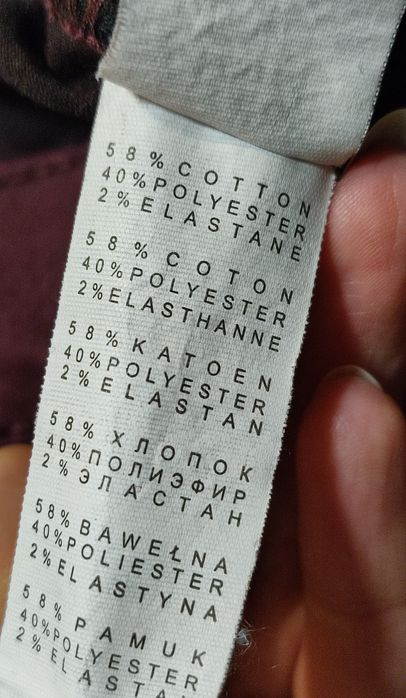 58% COTTON
40% POLYESTER
2% ELASTANE
58% COTON
40% POLYESTER
2% ELASTHANNE
58% KATOEN
40% POLYESTER
2% ELASTAN
58% ХЛОПОК
40% ПОЛИЭФИР
2% ЭЛАСТАН
58% BAWEŁNA
40% POLIESTER
2% ELASTYNA
58% PAMUK
40% POLYESTER
2%